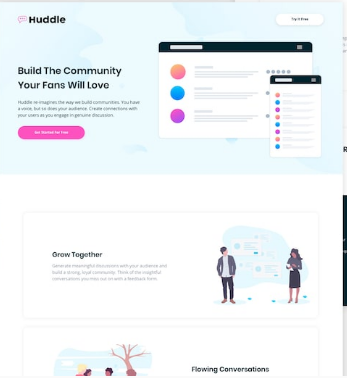 Huddle
Try It Free
Build The Community
Your Fans Will Love
Huddle re-imagines the way we build communities. You have
a voice, but so does your audience. Create connections with
your users as you engage in genuine discussion.
Get Started For Free
Grow Together
Generate meaningful discussions with your audience and
build a strong, loyal community. Think of the insightful
conversations you miss out on with a feedback form.
Flowing Conversations